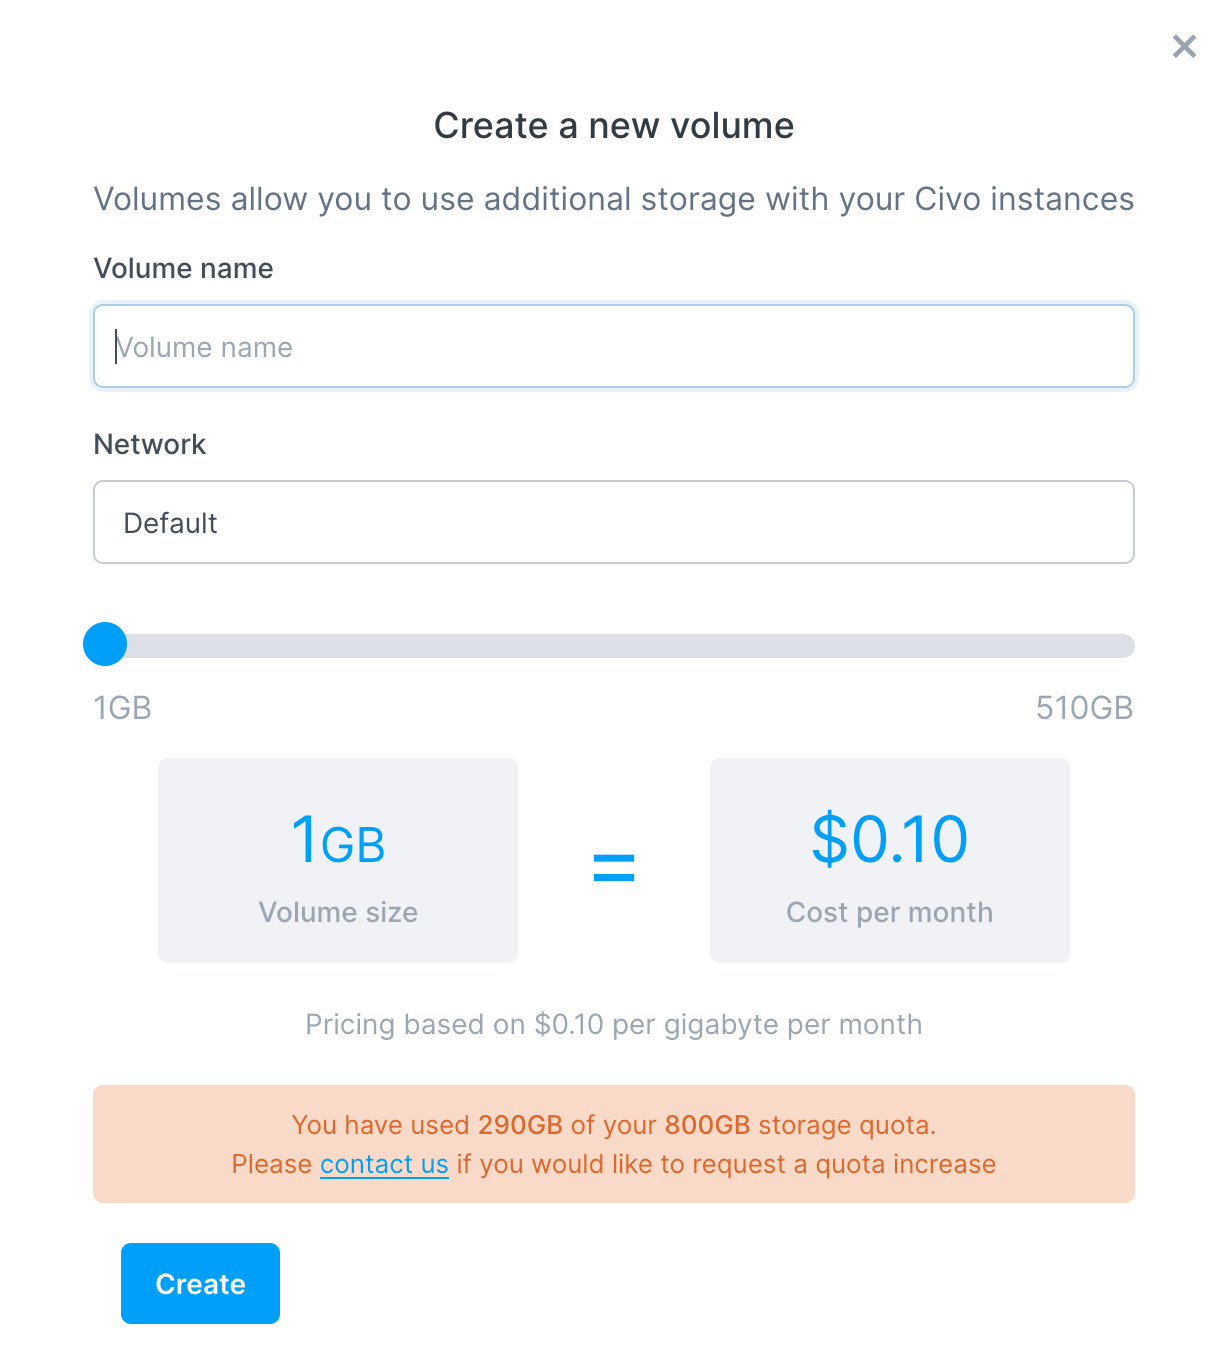 Create a new volume
Volumes allow you to use additional storage with your Civo instances
Volume name
Volume name
Network
Default
1GB
510GB
1GB
Volume size
=
$0.10
Cost per month
Pricing based on $0.10 per gigabyte per month
You have used 290GB of your 800GB storage quota.
Please contact us if you would like to request a quota increase
Create